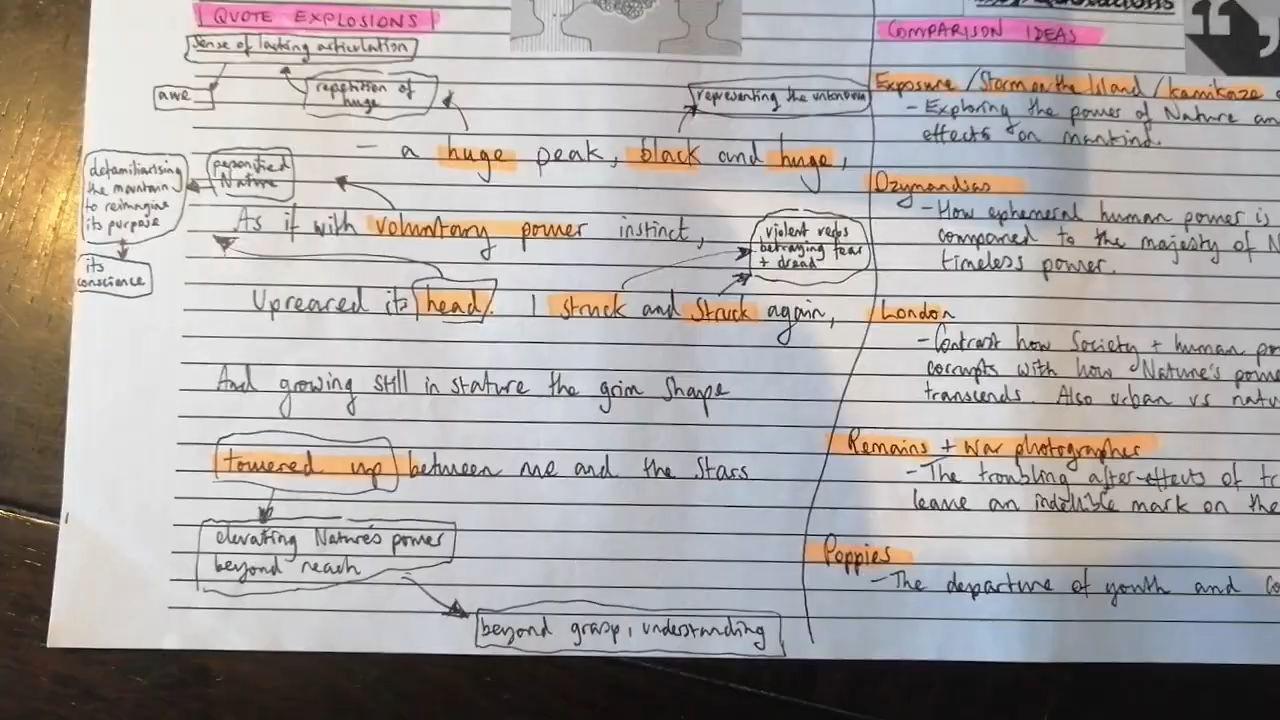 QUOTE EXPLOSIONS
Sense of lacking articulation
awe
repetition of
huge
representing the unknown
- a huge peak, black and huge,
defamiliarising
the mountain
to reimagine
its purpose
its
conscience
personified
Nature
As if with voluntary power instinct,
violent verbs
betraying fear
+ dread
Upreared its head. I struck and struck again,
And growing still in stature the grim shape
towered up between me and the stars
elevating Nature's power
beyond reach
beyond grasp, understanding
COMPARISON IDEAS
Exposure / Storm on the Island / Kamikaze
- Exploring the power of Nature an
effects on mankind.
Ozymandias
- How ephemeral human power is
compared to the majesty of N
timeless power.
London
- Contrast how Society + human po
corrupts with how Nature's powe
transcends. Also urban vs natu
Remains + War photographer
- The troubling after-effects of tr
leave an indelible mark on the
Poppies
- The departure of youth and co